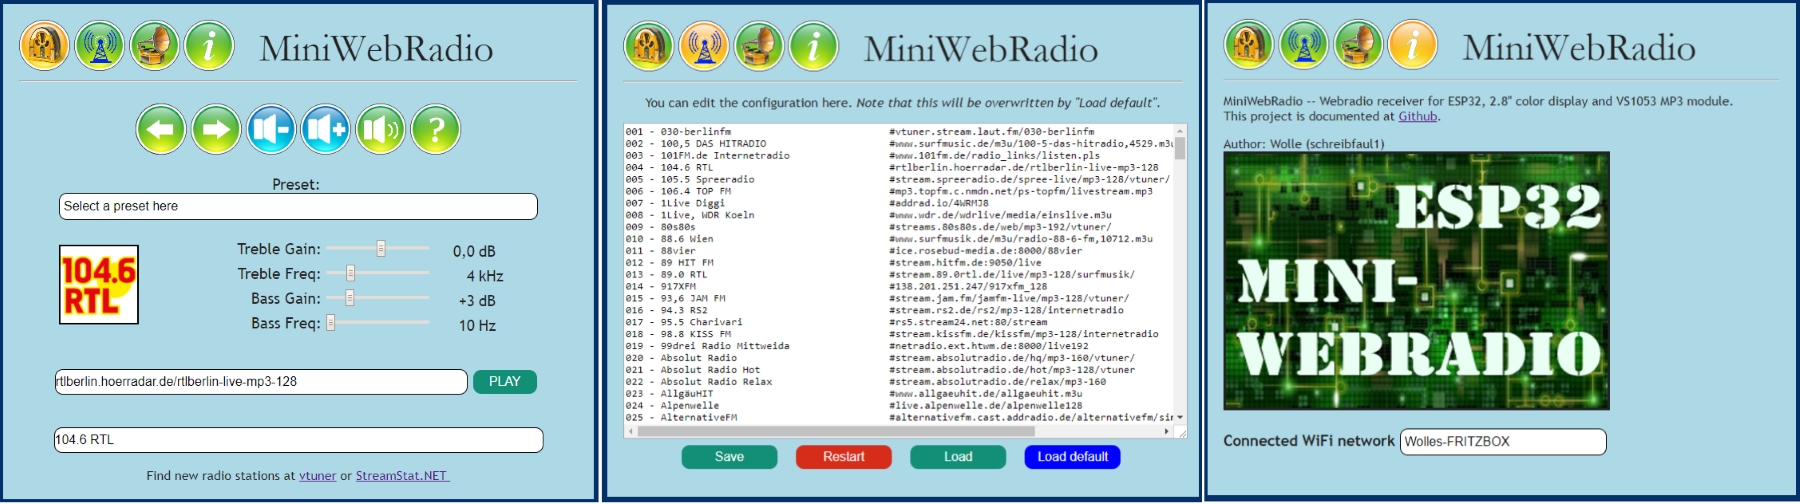 MiniWebRadio
Preset:
Select a preset here
104.6
RTL
Treble Gain: 0,0 dB
Treble Freq: 4 kHz
Bass Gain: +3 dB
Bass Freq: 10 Hz
rtlberlin.hoerradar.de/rtlberlin-live-mp3-128 PLAY
104.6 RTL
Find new radio stations at vtuner or StreamStat.NET
MiniWebRadio
You can edit the configuration here. Note that this will be overwritten by "Load default".
001 - 030-berlinfm #vtuner.stream.laut.fm/030-berlinfm
002 - 100,5 DAS HITRADIO #www.surfmusic.de/m3u/100-5-das-hitradio,4529.m3u
003 - 101FM.de Internetradio #www.101fm.de/radio_links/listen.pls
004 - 104.6 RTL #rtlberlin.hoerradar.de/rtlberlin-live-mp3-128
005 - 105.5 Spreeradio #stream.spreeradio.de/spree-live/mp3-128/vtuner/
006 - 106.4 TOP FM #mp3.topfm.c.nmdn.net/ps-topfm/livestream.mp3
007 - 1Live Diggi #addrad.io/4WRMJ8
008 - 1Live, WDR Koeln #www.wdr.de/wdrlive/media/einslive.m3u
009 - 80s80s #streams.80s80s.de/web/mp3-192/vtuner/
010 - 88.6 Wien #www.surfmusik.de/m3u/radio-88-6-fm,10712.m3u
011 - 88vier #ice.rosebud-media.de:8000/88vier
012 - 89 HIT FM #stream.hitfm.de:9050/live
013 - 89.0 RTL #stream.89.0rtl.de/live/mp3-128/surfmusik/
014 - 917XFM #138.201.251.247/917xfm_128
015 - 93,6 JAM FM #stream.jam.fm/jamfm-live/mp3-128/vtuner/
016 - 94.3 RS2 #stream.rs2.de/rs2/mp3-128/internetradio
017 - 95.5 Charivari #rs5.stream24.net:80/stream
018 - 98.8 KISS FM #stream.kissfm.de/kissfm/mp3-128/internetradio
019 - 99drei Radio Mittweida #netradio.ext.htwm.de:8000/live192
020 - Absolut Radio #stream.absolutradio.de/hq/mp3-160/vtuner/
021 - Absolut Radio Hot #stream.absolutradio.de/hot/mp3-128/vtuner
022 - Absolut Radio Relax #stream.absolutradio.de/relax/mp3-160
023 - AllgäuHIT #www.allgaeuhit.de/allgaeuhit.m3u
024 - Alpenwelle #live.alpenwelle.de/alpenwelle128
025 - AlternativeFM #alternativefm.cast.addradio.de/alternativefm/sim
Save Restart Load Load default
MiniWebRadio
MiniWebRadio -- Webradio receiver for ESP32, 2.8" color display and VS1053 MP3 module.
This project is documented at Github.
Author: Wolle (schreibfaul1)
ESP32
MINI-
WEBRADIO
Connected WiFi network Wolles-FRITZBOX